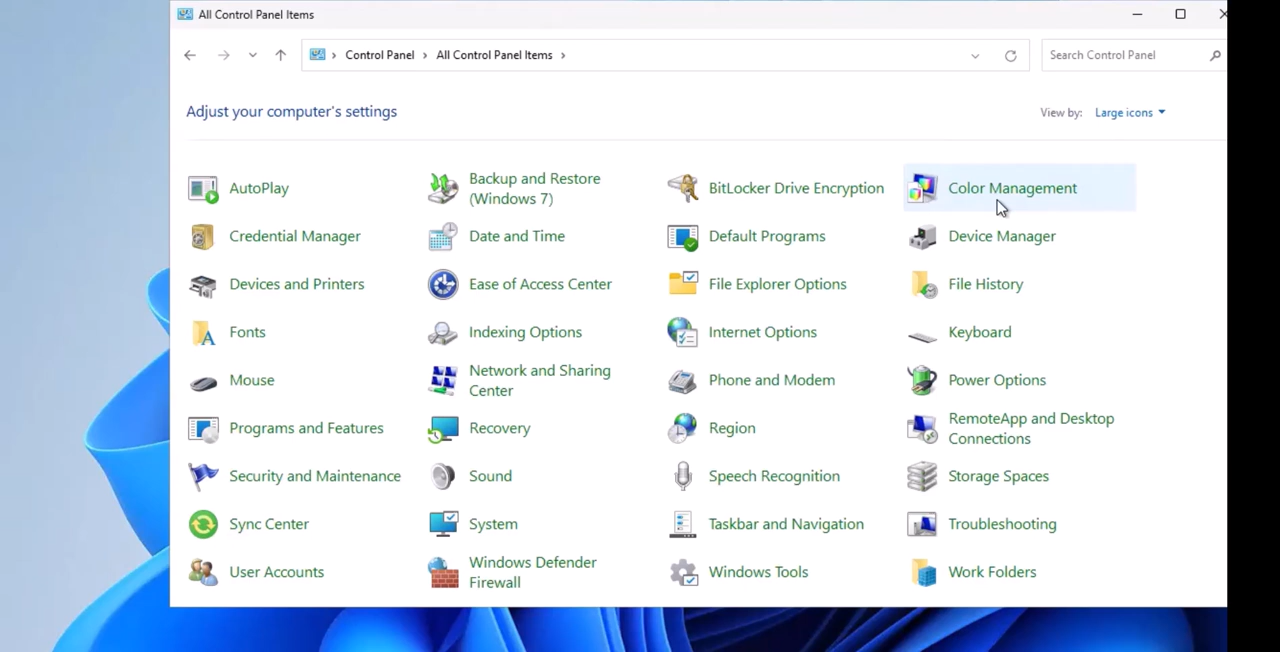 All Control Panel Items
Control Panel > All Control Panel Items >
Search Control Panel
Adjust your computer's settings
View by: Large icons
AutoPlay
Backup and Restore
(Windows 7)
BitLocker Drive Encryption
Color Management
Credential Manager
Date and Time
Default Programs
Device Manager
Devices and Printers
Ease of Access Center
File Explorer Options
File History
Fonts
Indexing Options
Internet Options
Keyboard
Mouse
Network and Sharing
Center
Phone and Modem
Power Options
Programs and Features
Recovery
Region
RemoteApp and Desktop
Connections
Security and Maintenance
Sound
Speech Recognition
Storage Spaces
Sync Center
System
Taskbar and Navigation
Troubleshooting
User Accounts
Windows Defender
Firewall
Windows Tools
Work Folders